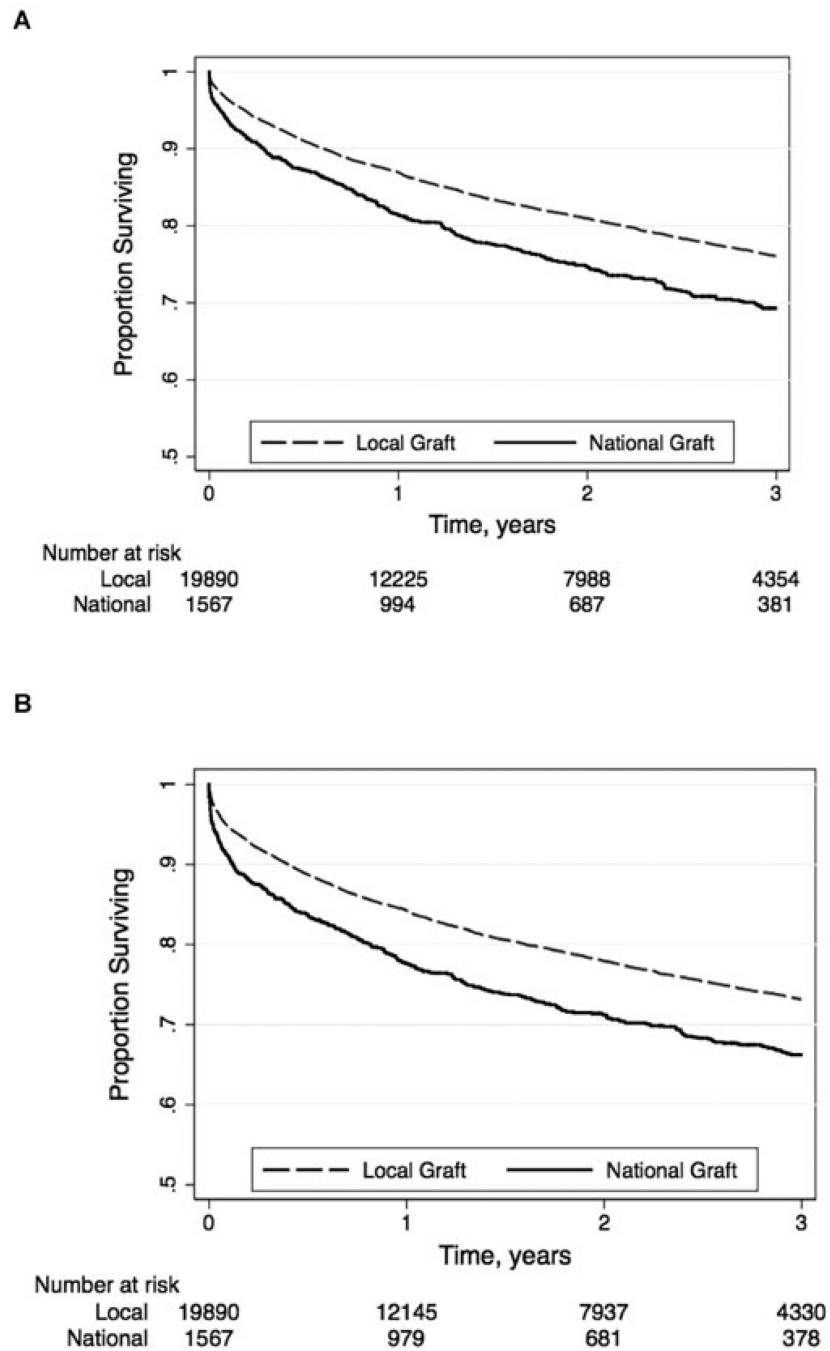 A
Proportion Surviving
1
.9
.8
.7
.6
.5
Local Graft National Graft
0 1 2 3
Time, years
Number at risk
Local 19890 12225 7988 4354
National 1567 994 687 381
B
Proportion Surviving
1
.9
.8
.7
.6
.5
Local Graft National Graft
0 1 2 3
Time, years
Number at risk
Local 19890 12145 7937 4330
National 1567 979 681 378